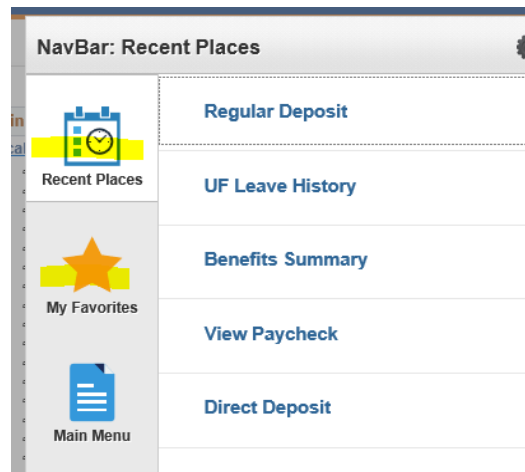 NavBar: Recent Places
Recent Places
My Favorites
Main Menu
Regular Deposit
UF Leave History
Benefits Summary
View Paycheck
Direct Deposit